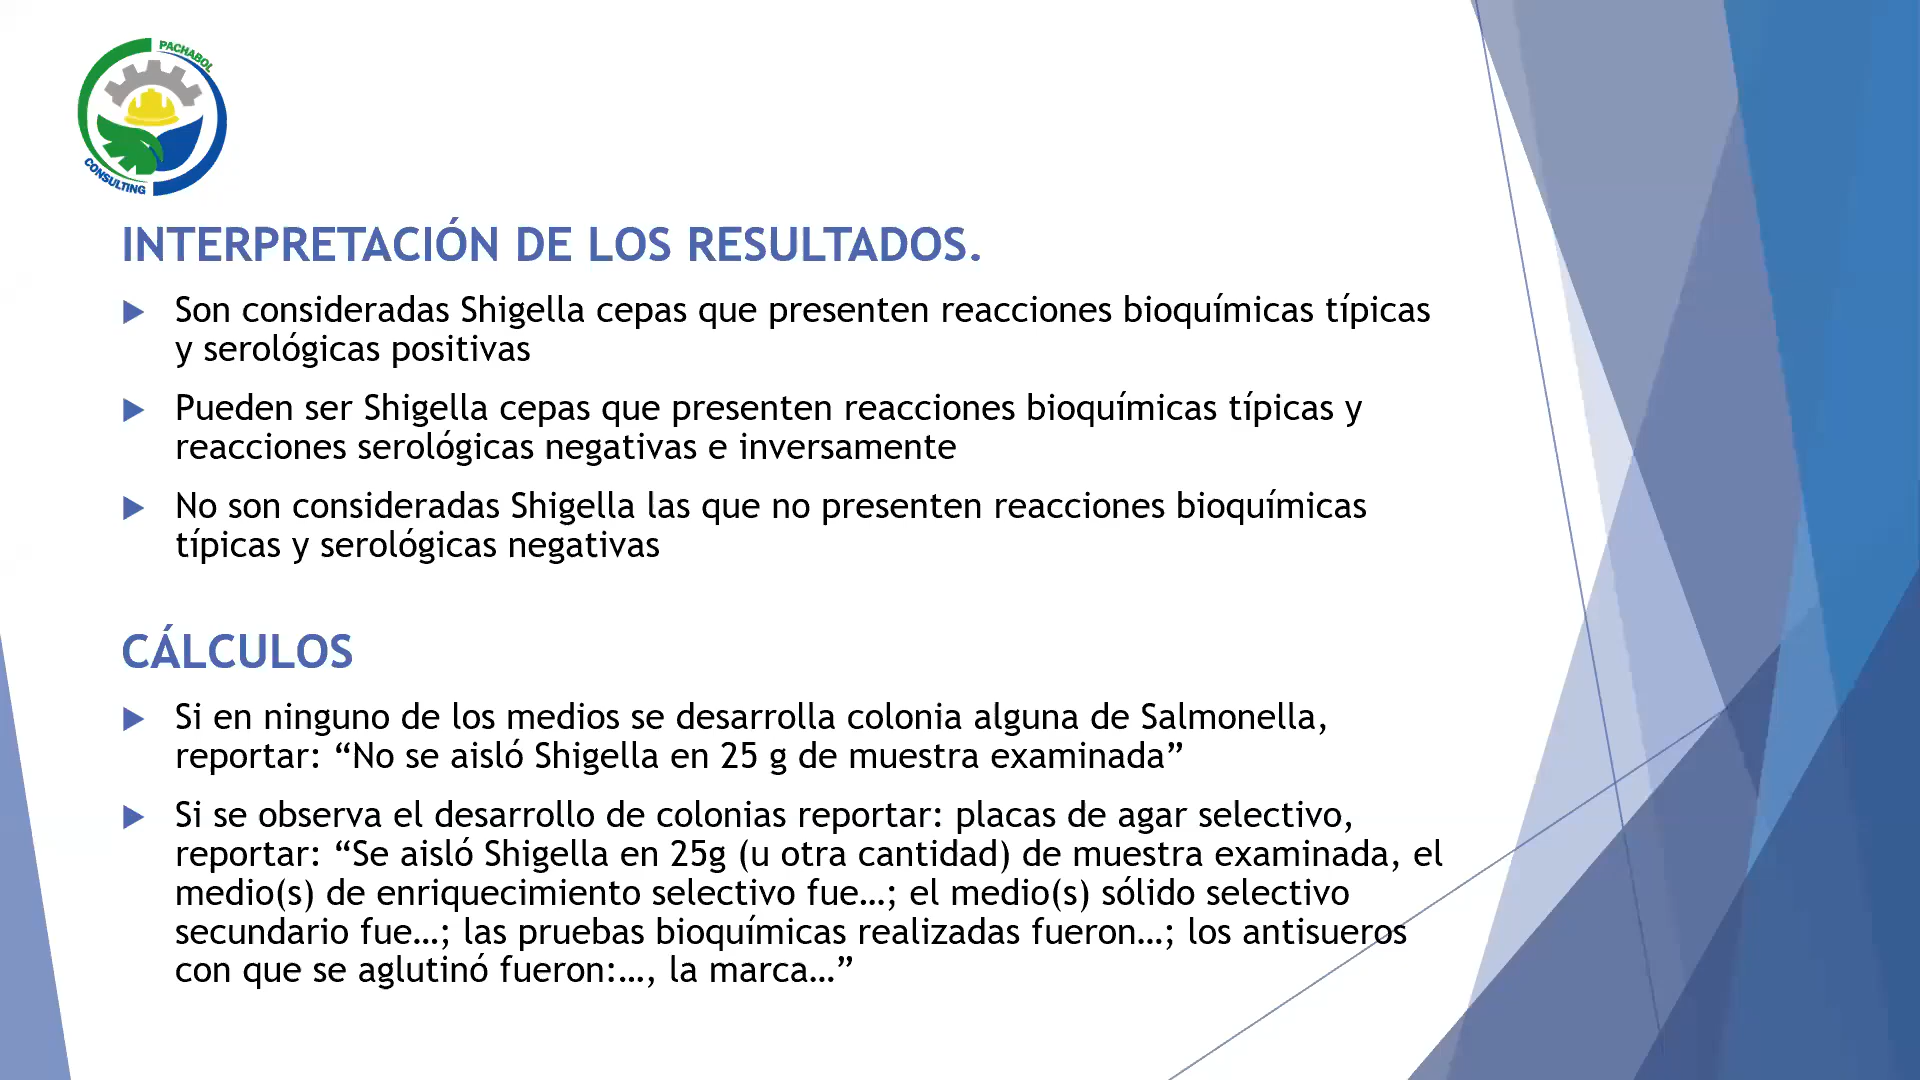 PACHABOL
CONSULTING
INTERPRETACIÓN DE LOS RESULTADOS.
Son consideradas Shigella cepas que presenten reacciones bioquímicas típicas
y serológicas positivas
Pueden ser Shigella cepas que presenten reacciones bioquímicas típicas y
reacciones serológicas negativas e inversamente
No son consideradas Shigella las que no presenten reacciones bioquímicas
típicas y serológicas negativas
CÁLCULOS
Si en ninguno de los medios se desarrolla colonia alguna de Salmonella,
reportar: “No se aisló Shigella en 25 g de muestra examinada”
Si se observa el desarrollo de colonias reportar: placas de agar selectivo,
reportar: “Se aisló Shigella en 25g (u otra cantidad) de muestra examinada, el
medio(s) de enriquecimiento selectivo fue…; el medio(s) sólido selectivo
secundario fue…; las pruebas bioquímicas realizadas fueron…; los antisueros
con que se aglutinó fueron:…, la marca…”